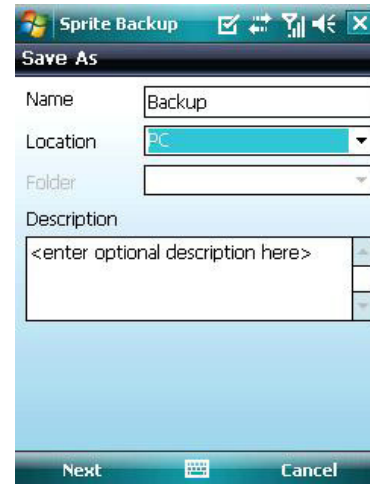 Sprite Backup
Save As
Name Backup
Location PC
Folder
Description
<enter optional description here>
Next Cancel